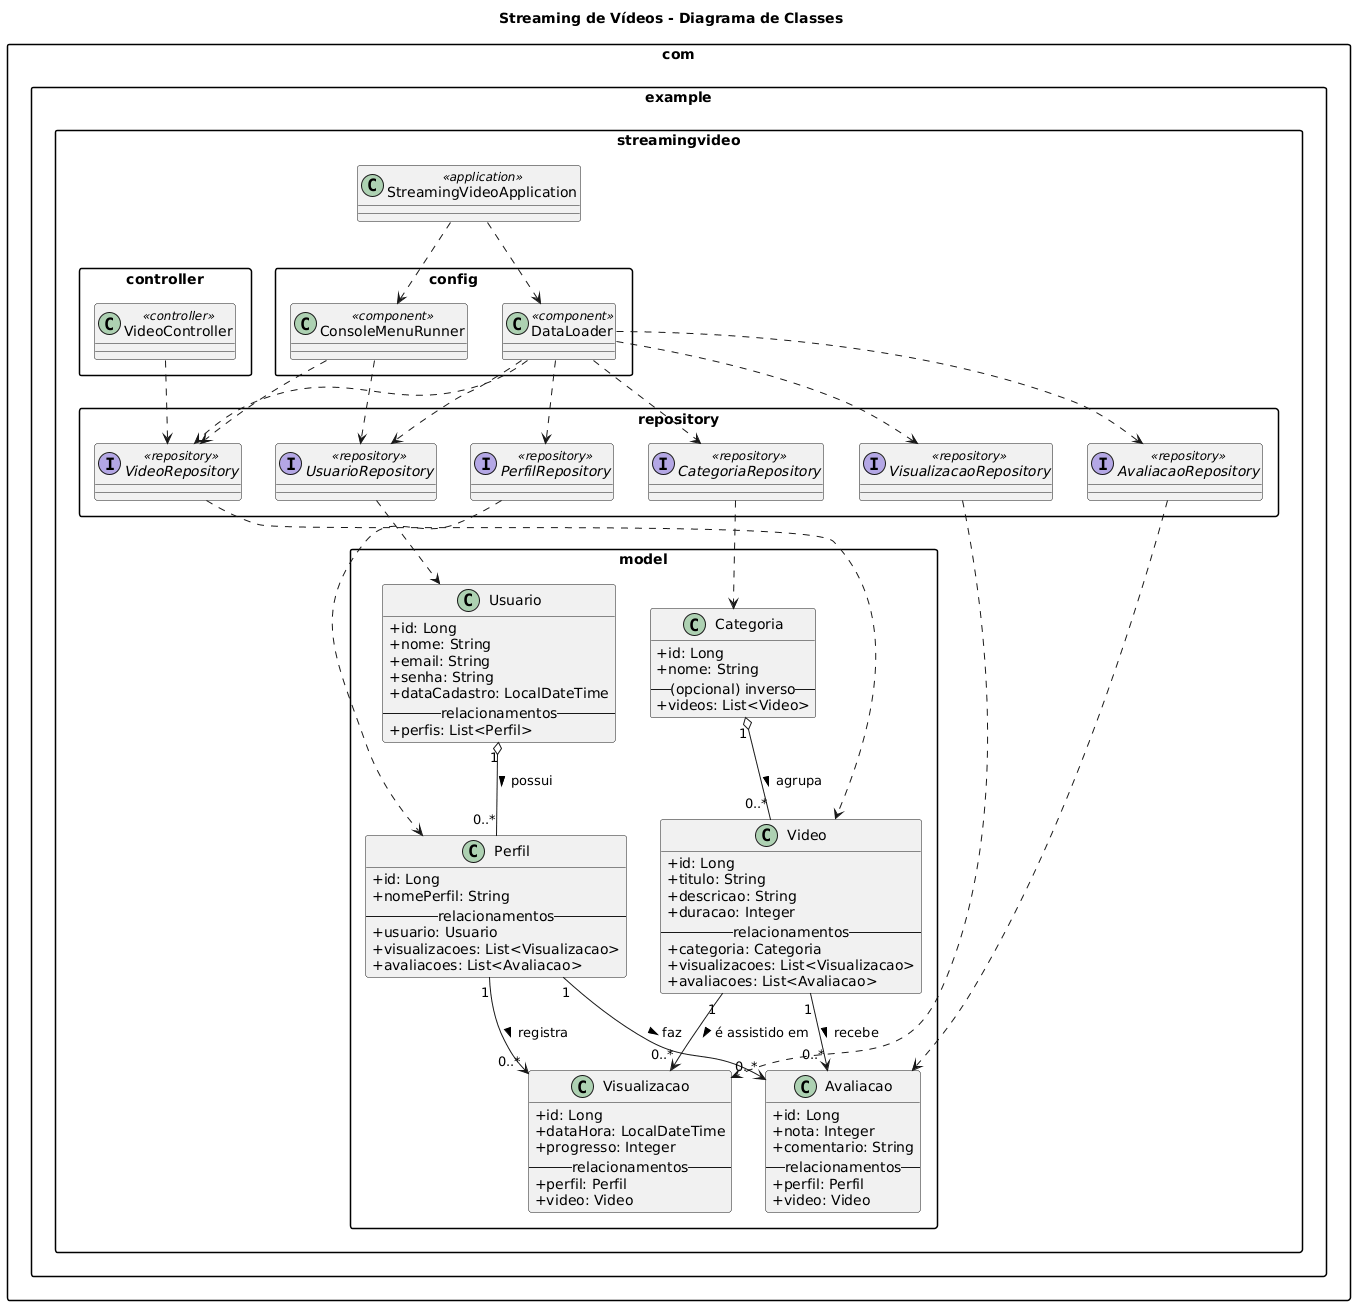 Streaming de Vídeos - Diagrama de Classes
com
example
streamingvideo
«application»
StreamingVideoApplication
controller
config
«controller»
VideoController
«component»
ConsoleMenuRunner
«component»
DataLoader
repository
«repository»
VideoRepository
«repository»
UsuarioRepository
«repository»
PerfilRepository
«repository»
CategoriaRepository
«repository»
VisualizacaoRepository
«repository»
AvaliacaoRepository
model
Usuario
+id: Long
+nome: String
+email: String
+senha: String
+dataCadastro: LocalDateTime
relacionamentos
+perfis: List<Perfil>
Categoria
+id: Long
+nome: String
(opcional) inverso
+videos: List<Video>
1
possui
0..*
1
agrupa
0..*
Perfil
+id: Long
+nomePerfil: String
relacionamentos
+usuario: Usuario
+visualizacoes: List<Visualizacao>
+avaliacoes: List<Avaliacao>
Video
+id: Long
+titulo: String
+descricao: String
+duracao: Integer
relacionamentos
+categoria: Categoria
+visualizacoes: List<Visualizacao>
+avaliacoes: List<Avaliacao>
1
registra
0..*
1
faz
0..*
1
é assistido em
0..*
1
recebe
0..*
Visualizacao
+id: Long
+dataHora: LocalDateTime
+progresso: Integer
relacionamentos
+perfil: Perfil
+video: Video
Avaliacao
+id: Long
+nota: Integer
+comentario: String
relacionamentos
+perfil: Perfil
+video: Video